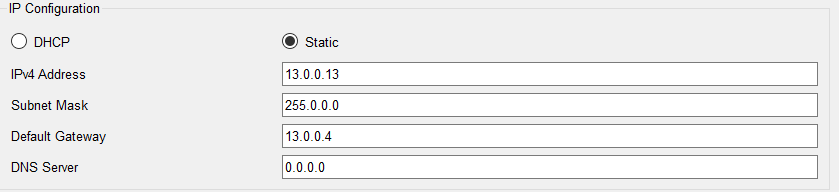 IP Configuration
DHCP Static
IPv4 Address 13.0.0.13
Subnet Mask 255.0.0.0
Default Gateway 13.0.0.4
DNS Server 0.0.0.0